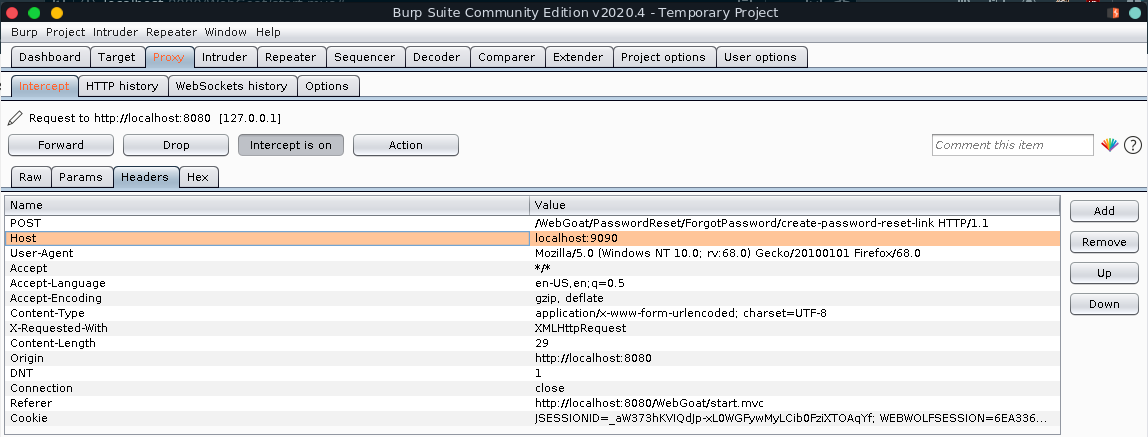 Burp Suite Community Edition v2020.4 - Temporary Project
Burp Project Intruder Repeater Window Help
Dashboard Target Proxy Intruder Repeater Sequencer Decoder Comparer Extender Project options User options
Intercept HTTP history WebSockets history Options
Request to http://localhost:8080 [127.0.0.1]
Forward Drop Intercept is on Action Comment this item ?
Raw Params Headers Hex
Name Value
POST /WebGoat/PasswordReset/ForgotPassword/create-password-reset-link HTTP/1.1
Host localhost:9090
User-Agent Mozilla/5.0 (Windows NT 10.0; rv:68.0) Gecko/20100101 Firefox/68.0
Accept */*
Accept-Language en-US,en;q=0.5
Accept-Encoding gzip, deflate
Content-Type application/x-www-form-urlencoded; charset=UTF-8
X-Requested-With XMLHttpRequest
Content-Length 29
Origin http://localhost:8080
DNT 1
Connection close
Referer http://localhost:8080/WebGoat/start.mvc
Cookie JSESSIONID=_aW373hKVIQdJp-xL0WGFywMyLCib0FziXTOAqYf; WEBWOLFSESSION=6EA336...
Add
Remove
Up
Down